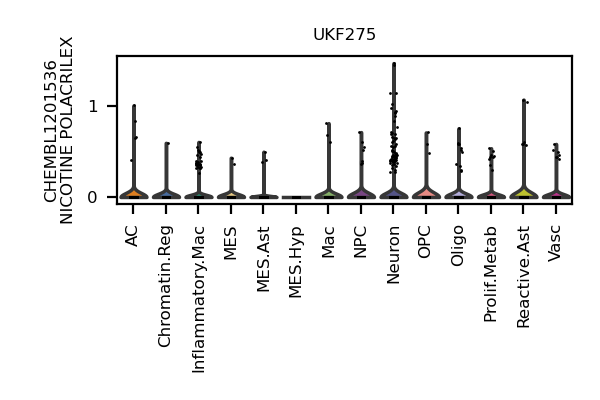 UKF275
CHEMBL1201536
NICOTINE POLACRILEX
1
0
AC
Chromatin.Reg
Inflammatory.Mac
MES
MES.Ast
MES.Hyp
Mac
NPC
Neuron
OPC
Oligo
Prolif.Metab
Reactive.Ast
Vasc